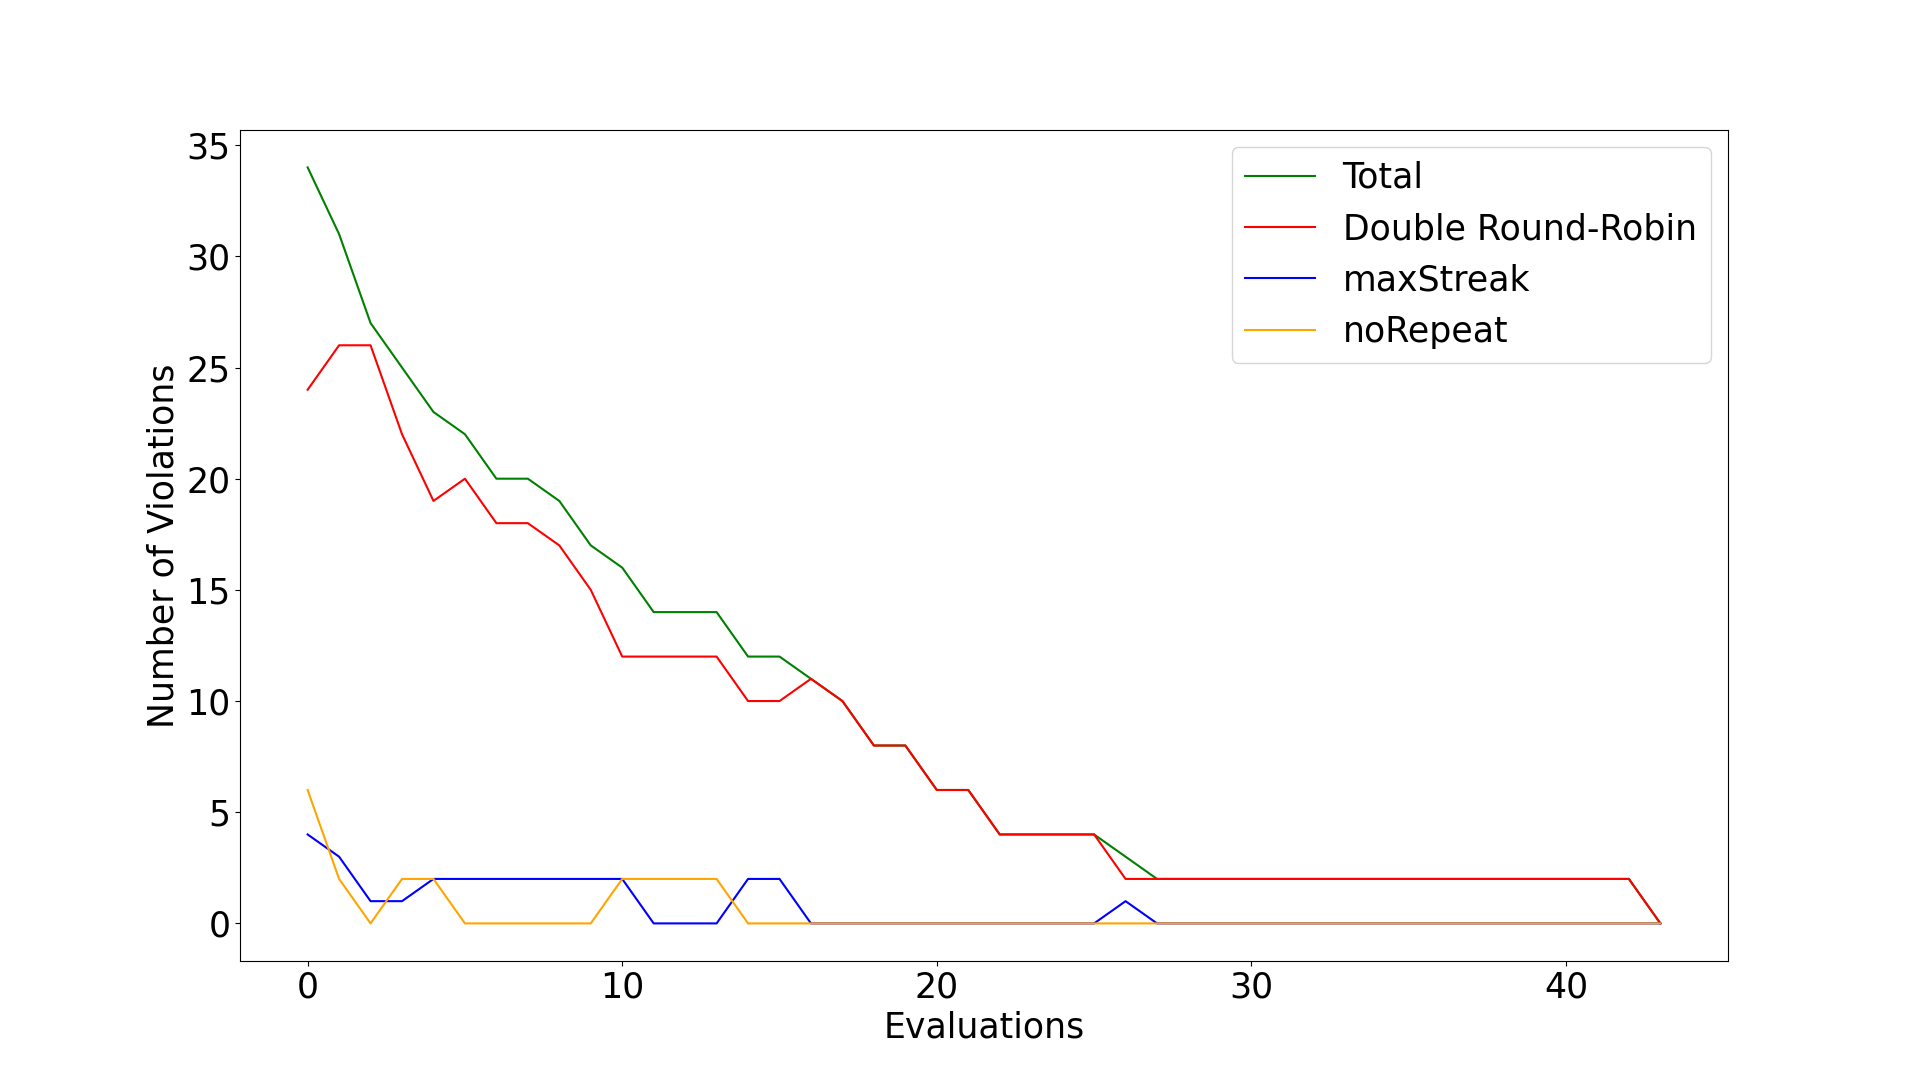 35
30
25
20
15
10
5
0
Number of Violations
Total
Double Round-Robin
maxStreak
noRepeat
0 10 20 30 40
Evaluations